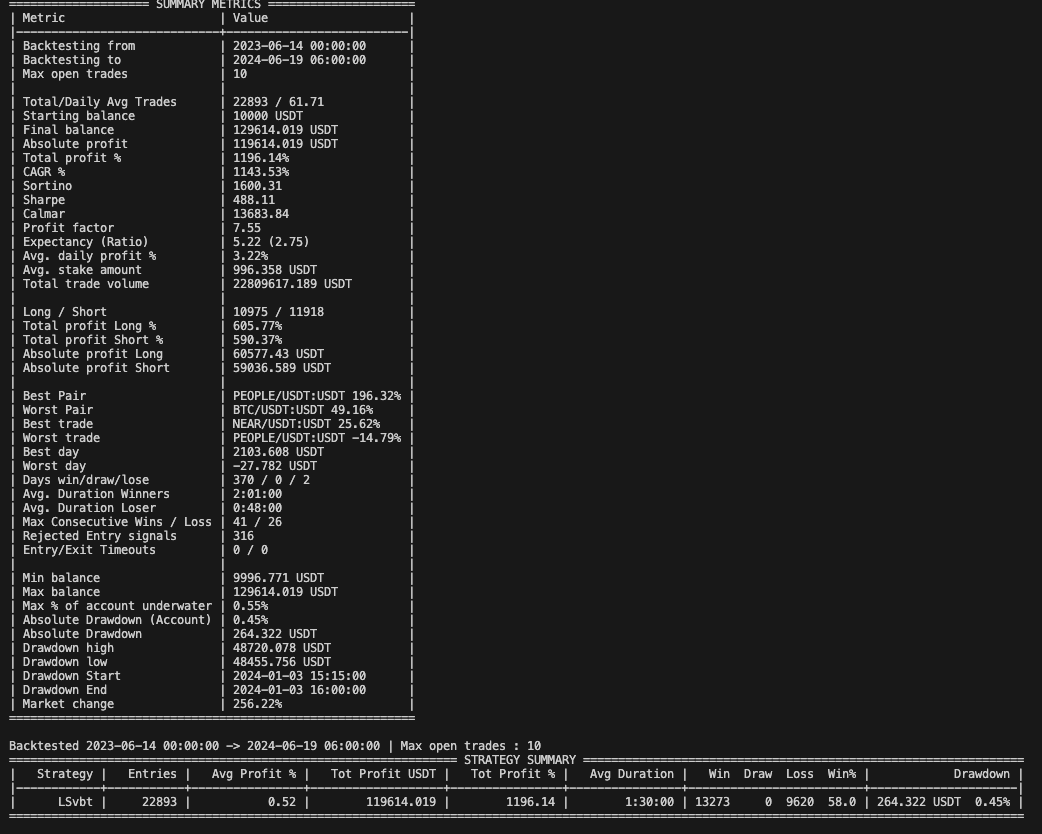 ==================== SUMMARY METRICS =====================
| Metric | Value |
|-----------------------------+--------------------------|
| Backtesting from | 2023-06-14 00:00:00 |
| Backtesting to | 2024-06-19 06:00:00 |
| Max open trades | 10 |
| | |
| Total/Daily Avg Trades | 22893 / 61.71 |
| Starting balance | 10000 USDT |
| Final balance | 129614.019 USDT |
| Absolute profit | 119614.019 USDT |
| Total profit % | 1196.14% |
| CAGR % | 1143.53% |
| Sortino | 1600.31 |
| Sharpe | 488.11 |
| Calmar | 13683.84 |
| Profit factor | 7.55 |
| Expectancy (Ratio) | 5.22 (2.75) |
| Avg. daily profit % | 3.22% |
| Avg. stake amount | 996.358 USDT |
| Total trade volume | 22809617.189 USDT |
| | |
| Long / Short | 10975 / 11918 |
| Total profit Long % | 605.77% |
| Total profit Short % | 590.37% |
| Absolute profit Long | 60577.43 USDT |
| Absolute profit Short | 59036.589 USDT |
| | |
| Best Pair | PEOPLE/USDT:USDT 196.32% |
| Worst Pair | BTC/USDT:USDT 49.16% |
| Best trade | NEAR/USDT:USDT 25.62% |
| Worst trade | PEOPLE/USDT:USDT -14.79% |
| Best day | 2103.608 USDT |
| Worst day | -27.782 USDT |
| Days win/draw/lose | 370 / 0 / 2 |
| Avg. Duration Winners | 2:01:00 |
| Avg. Duration Loser | 0:48:00 |
| Max Consecutive Wins / Loss | 41 / 26 |
| Rejected Entry signals | 316 |
| Entry/Exit Timeouts | 0 / 0 |
| | |
| Min balance | 9996.771 USDT |
| Max balance | 129614.019 USDT |
| Max % of account underwater | 0.55% |
| Absolute Drawdown (Account) | 0.45% |
| Absolute Drawdown | 264.322 USDT |
| Drawdown high | 48720.078 USDT |
| Drawdown low | 48455.756 USDT |
| Drawdown Start | 2024-01-03 15:15:00 |
| Drawdown End | 2024-01-03 16:00:00 |
| Market change | 256.22% |
==========================================================
Backtested 2023-06-14 00:00:00 -> 2024-06-19 06:00:00 | Max open trades : 10
================================================================ STRATEGY SUMMARY ===============================================================
| Strategy | Entries | Avg Profit % | Tot Profit USDT | Tot Profit % | Avg Duration | Win Draw Loss Win% | Drawdown |
|------------+-----------+----------------+-------------------+----------------+----------------+-------------------------+----------------------|
| LSvbt | 22893 | 0.52 | 119614.019 | 1196.14 | 1:30:00 | 13273 0 9620 58.0 | 264.322 USDT 0.45% |
=================================================================================================================================================